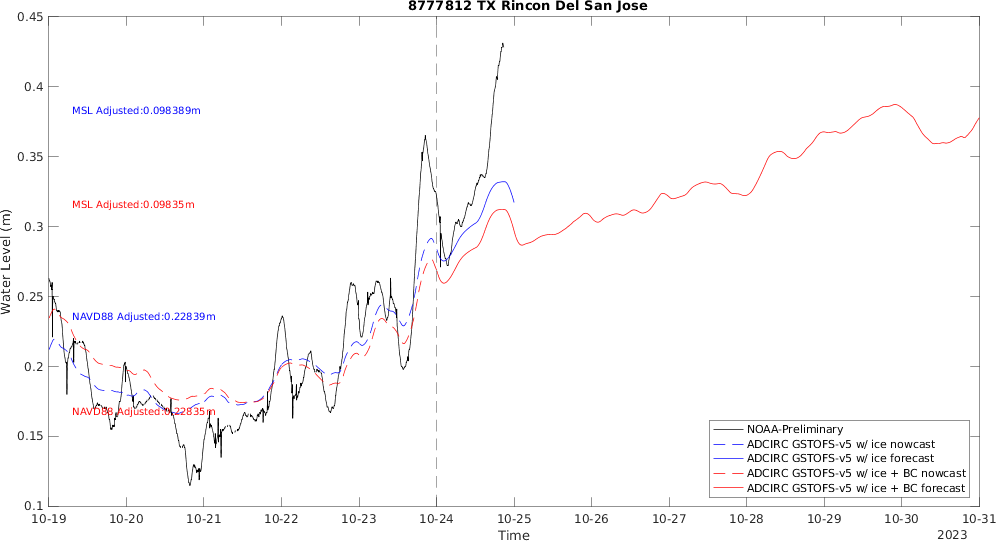 8777812 TX Rincon Del San Jose
Water Level (m)
0.45
0.4
0.35
0.3
0.25
0.2
0.15
0.1
MSL Adjusted:0.098389m
MSL Adjusted:0.09835m
NAVD88 Adjusted:0.22839m
NAVD88 Adjusted:0.22835m
NOAA-Preliminary
ADCIRC GSTOFS-v5 w/ ice nowcast
ADCIRC GSTOFS-v5 w/ ice forecast
ADCIRC GSTOFS-v5 w/ ice + BC nowcast
ADCIRC GSTOFS-v5 w/ ice + BC forecast
10-19 10-20 10-21 10-22 10-23 10-24 10-25 10-26 10-27 10-28 10-29 10-30 10-31
Time
2023